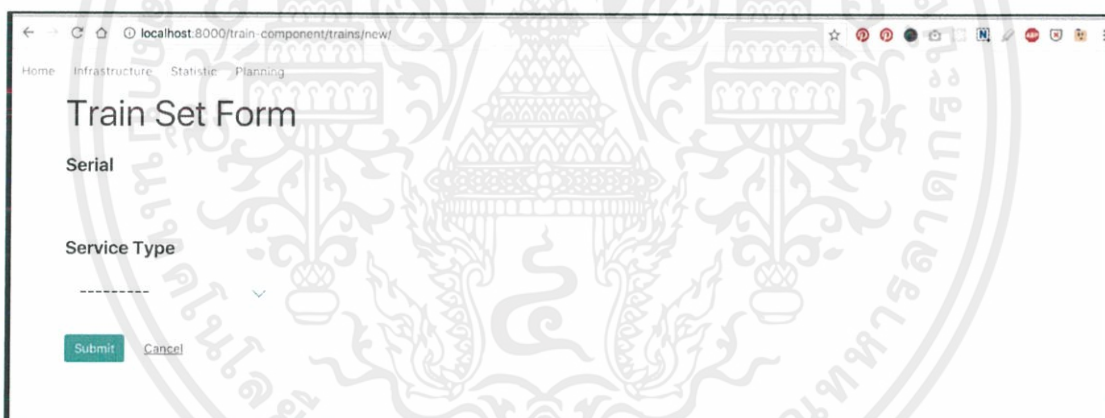 localhost:8000/train-component/trains/new/
Home Infrastructure Statistic Planning
Train Set Form
Serial
Service Type
---------
Submit Cancel